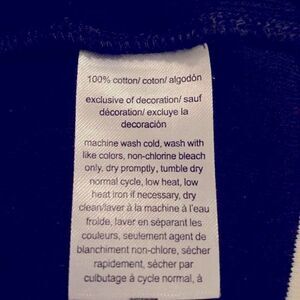 100% cotton/ coton/ algodón
exclusive of decoration/ sauf
décoration/ excluye la
decoración
machine wash cold, wash with
like colors, non-chlorine bleach
only, dry promptly, tumble dry
normal cycle, low heat, low
heat iron if necessary, dry
clean/laver à la machine à l'eau
froide, laver en séparant les
couleurs, seulement agent de
blanchiment non-chlore, sécher
rapidement, sécher par
culbutage à cycle normal, à